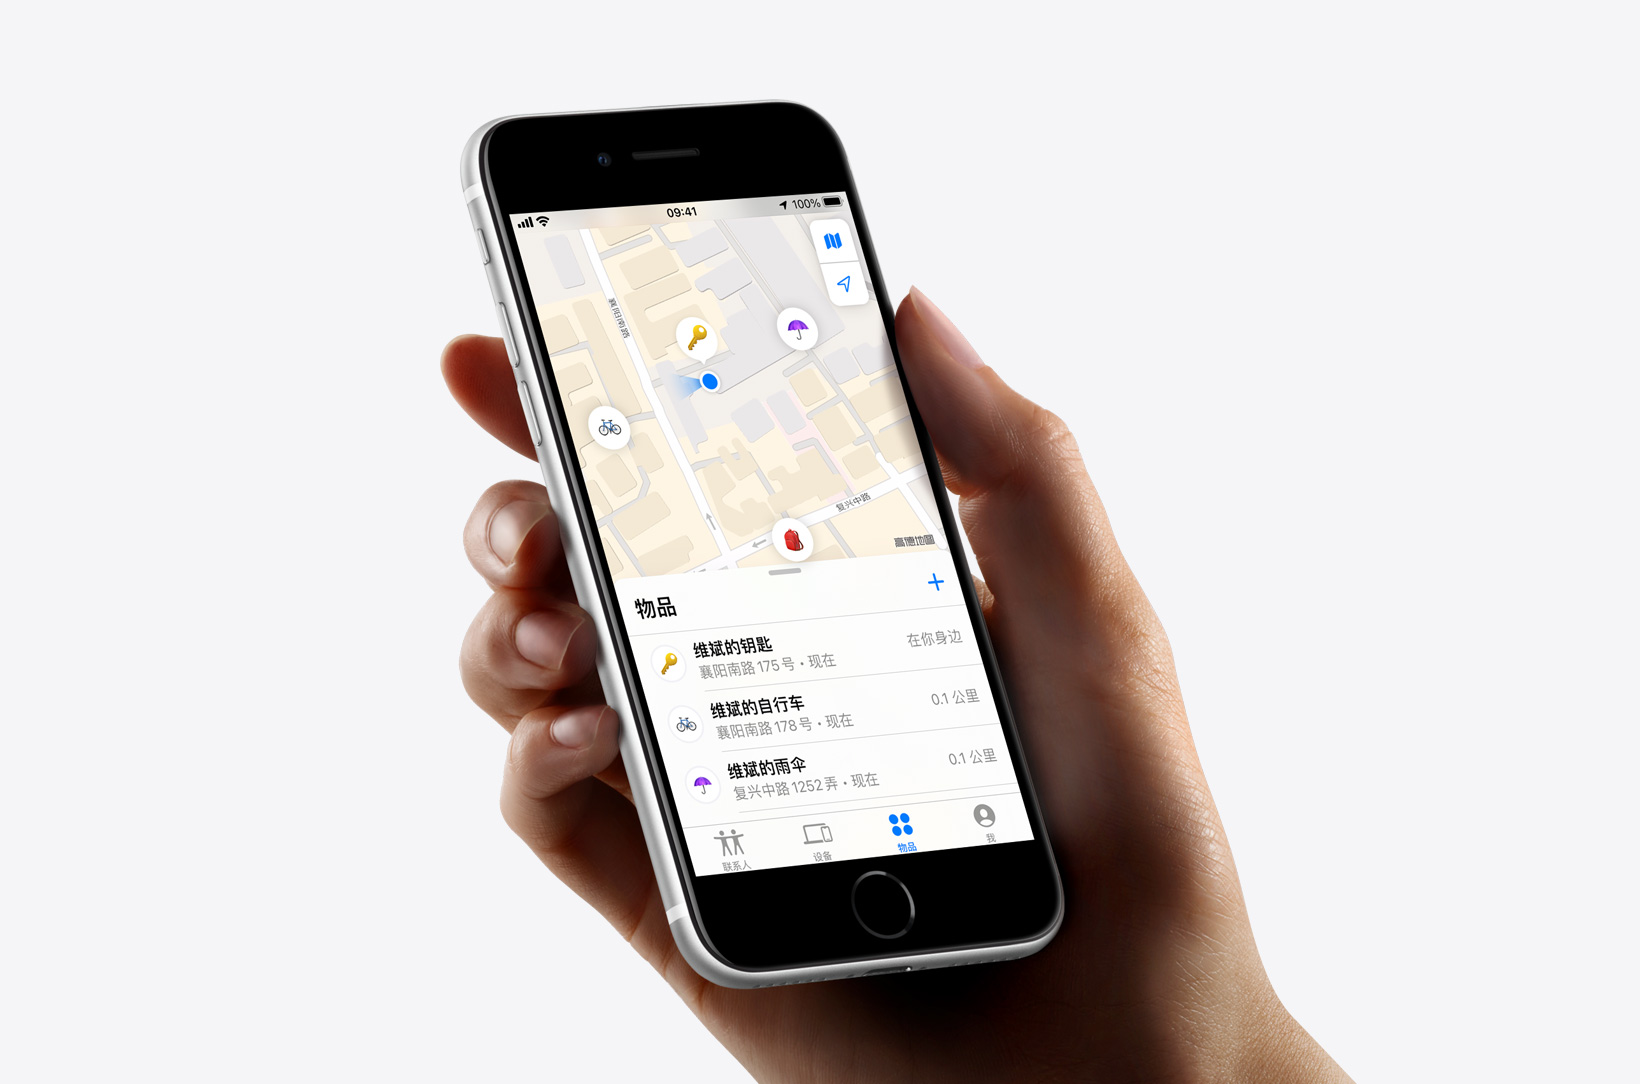 09:41
100%
襄阳南路
复兴中路
高德地图
物品
维斌的钥匙
在你身边
襄阳南路 175 号 • 现在
维斌的自行车
0.1 公里
襄阳南路 178 号 • 现在
维斌的雨伞
0.1 公里
复兴中路 1252 弄 • 现在
联系人
设备
物品
我